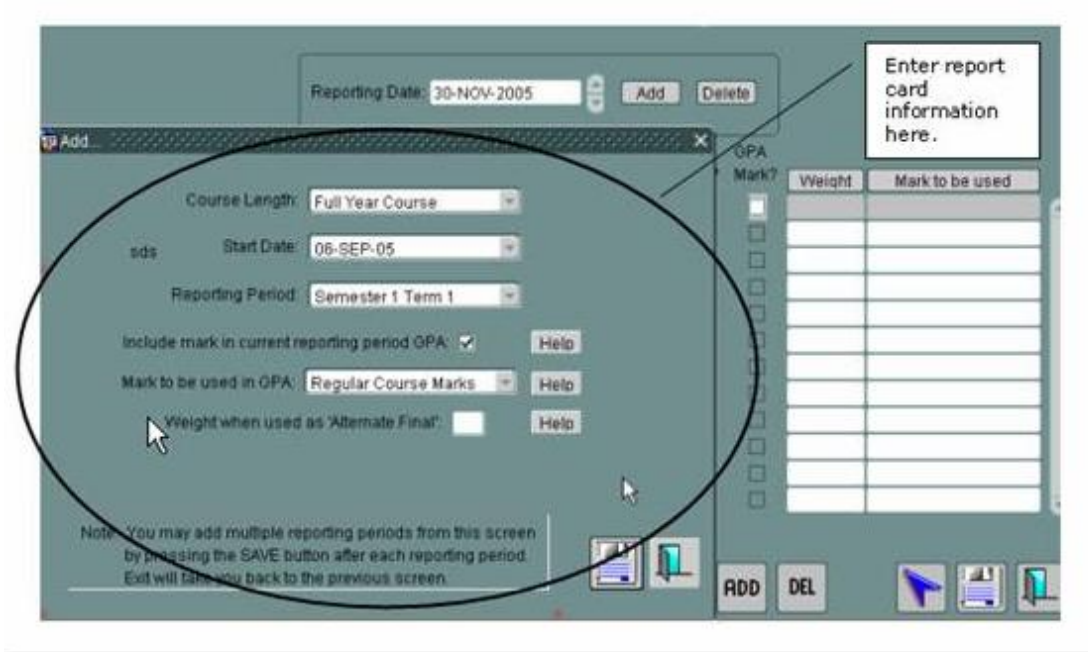 Reporting Date: 30-NOV-2005 Add Delete
Enter report
card
information
here.
Add...
GPA
Mark?
Weight Mark to be used
Course Length: Full Year Course
sds Start Date: 06-SEP-05
Reporting Period: Semester 1 Term 1
Include mark in current reporting period GPA: Help
Mark to be used in GPA: Regular Course Marks Help
Weight when used as 'Alternate Final': Help
Note: You may add multiple reporting periods from this screen
by pressing the SAVE button after each reporting period.
Exit will take you back to the previous screen.
ADD DEL